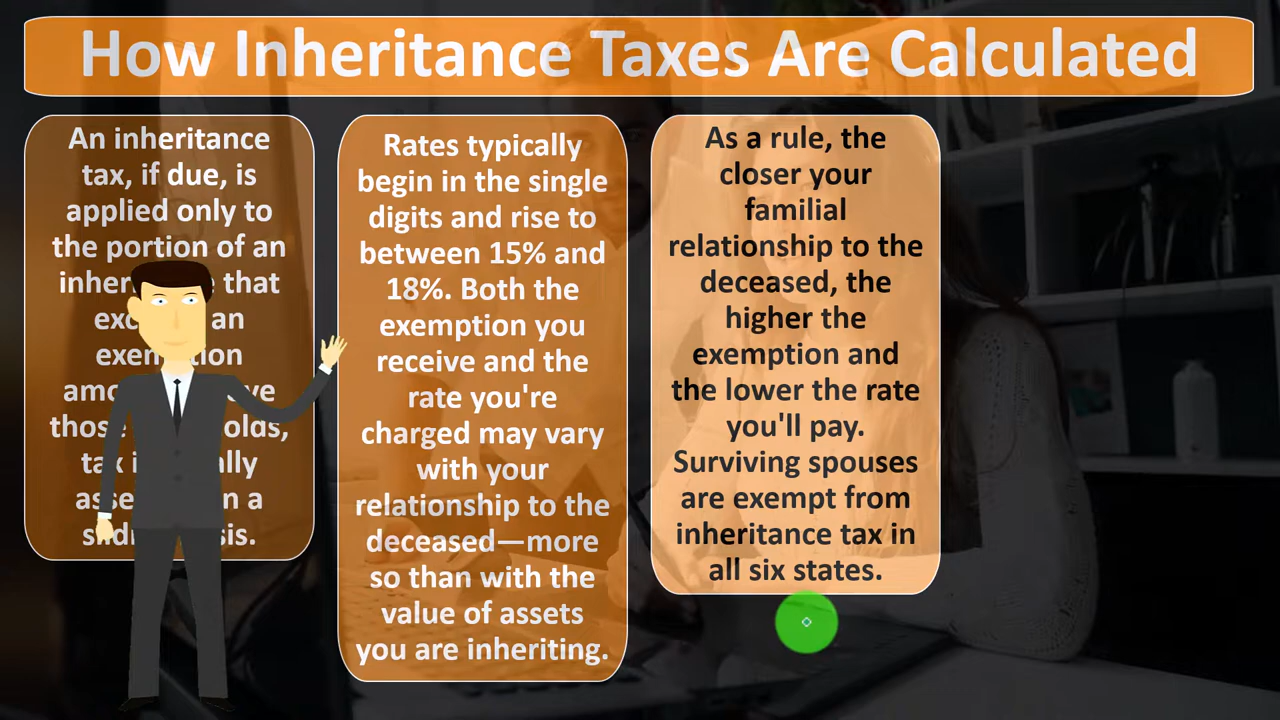 How Inheritance Taxes Are Calculated
An inheritance
tax, if due, is
applied only to
the portion of an
that
an
those
a
Rates typically
begin in the single
digits and rise to
between 15% and
18%. Both the
exemption you
receive and the
rate you're
charged may vary
with your
relationship to the
deceased—more
so than with the
value of assets
you are inheriting.
As a rule, the
closer your
familial
relationship to the
deceased, the
higher the
exemption and
the lower the rate
you'll pay.
Surviving spouses
are exempt from
inheritance tax in
all six states.